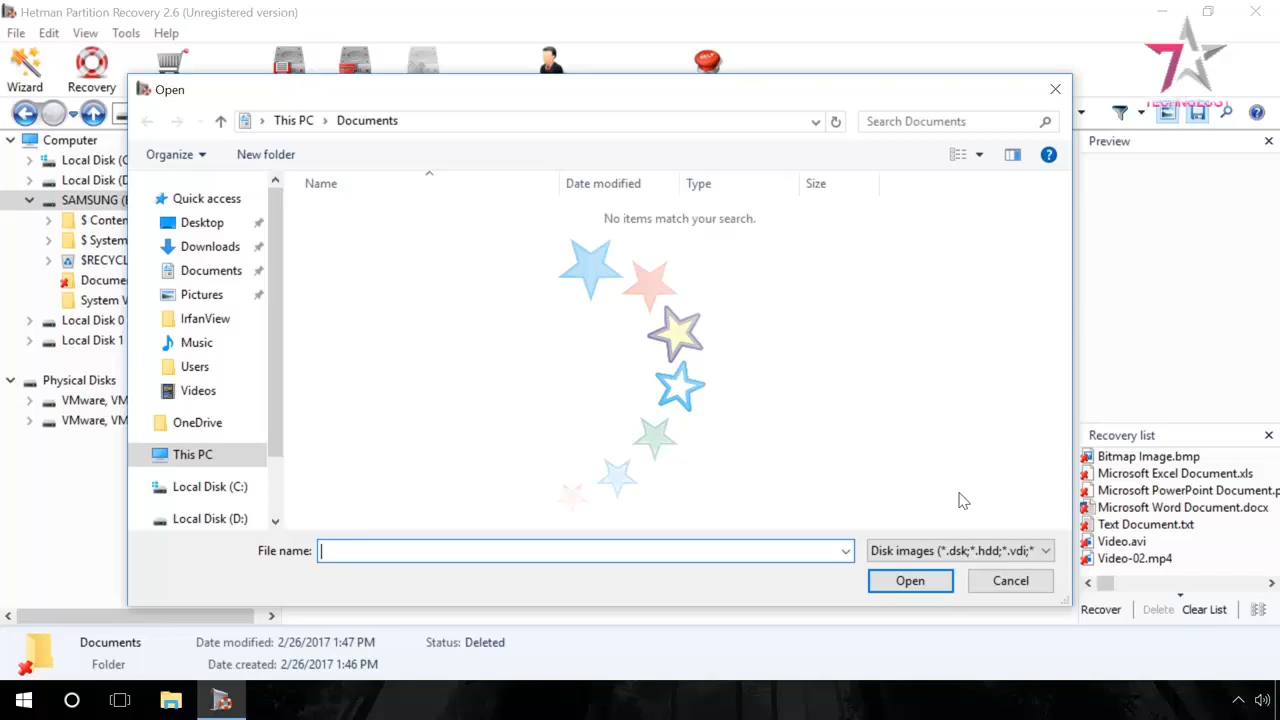 Hetman Partition Recovery 2.6 (Unregistered version)
File Edit View Tools Help
Wizard
Recovery
7
TECHNOLOGY
Open
This PC > Documents
Search Documents
Organize
New folder
Name
Date modified
Type
Size
No items match your search.
Quick access
Desktop
Downloads
Documents
Pictures
IrfanView
Music
Users
Videos
OneDrive
This PC
Local Disk (C:)
Local Disk (D:)
File name:
Disk images (*.dsk;*.hdd;*.vdi;*
Open
Cancel
Computer
Local Disk (C
Local Disk (D
SAMSUNG (
$ Conten
$ System
$RECYCL
Docume
System V
Local Disk 0
Local Disk 1
Physical Disks
VMware, VM
VMware, VM
Preview
Recovery list
Bitmap Image.bmp
Microsoft Excel Document.xls
Microsoft PowerPoint Document.p
Microsoft Word Document.docx
Text Document.txt
Video.avi
Video-02.mp4
Recover
Delete
Clear List
Documents
Folder
Date modified: 2/26/2017 1:47 PM
Date created: 2/26/2017 1:46 PM
Status: Deleted